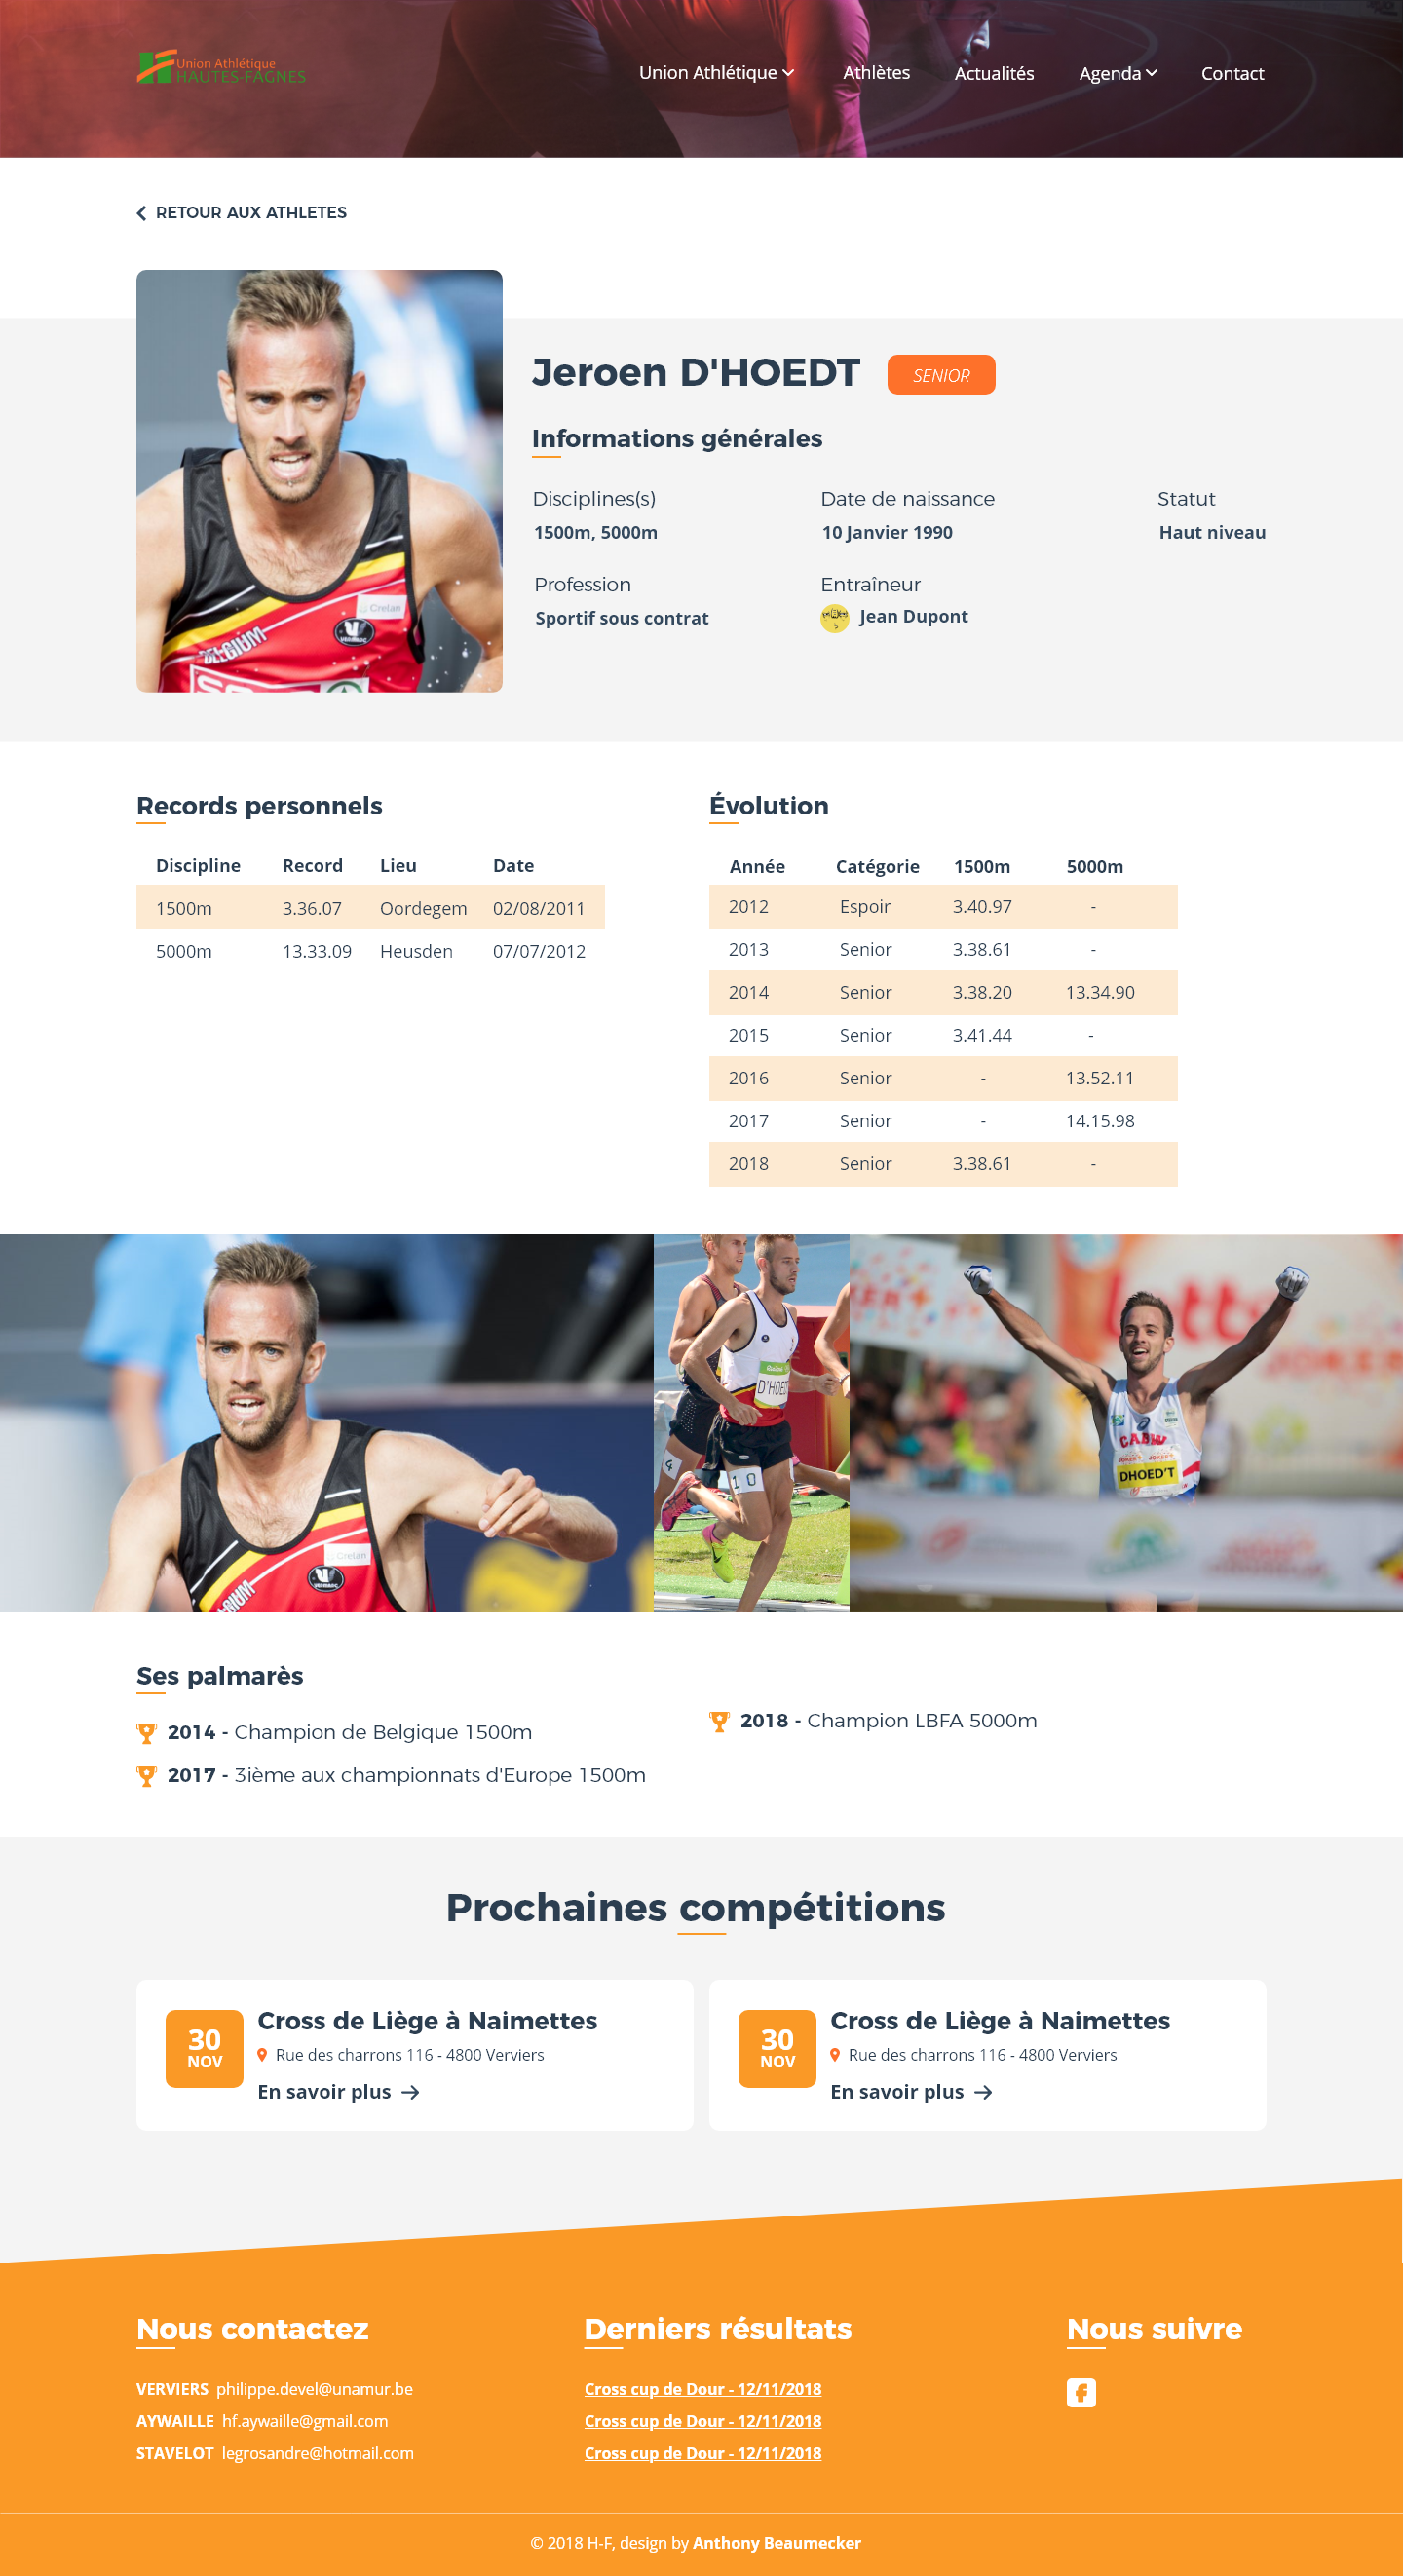 Union Athlétique
HAUTES-FAGNES
Union Athlétique
Athlètes
Actualités
Agenda
Contact
RETOUR AUX ATHLETES
Jeroen D'HOEDT
SENIOR
Informations générales
Disciplines(s)
Date de naissance
Statut
1500m, 5000m
10 Janvier 1990
Haut niveau
Profession
Entraîneur
Sportif sous contrat
Jean Dupont
Crelan
BELGIUM
Records personnels
Discipline Record Lieu Date
1500m 3.36.07 Oordegem 02/08/2011
5000m 13.33.09 Heusden 07/07/2012
Évolution
Année Catégorie 1500m 5000m
2012 Espoir 3.40.97 -
2013 Senior 3.38.61 -
2014 Senior 3.38.20 13.34.90
2015 Senior 3.41.44 -
2016 Senior - 13.52.11
2017 Senior - 14.15.98
2018 Senior 3.38.61 -
Crelan
D'HOED
10
4
CABW
DHOED'T
Ses palmarès
2014 - Champion de Belgique 1500m
2017 - 3ième aux championnats d'Europe 1500m
2018 - Champion LBFA 5000m
Prochaines compétitions
30
NOV
Cross de Liège à Naimettes
Rue des charrons 116 - 4800 Verviers
En savoir plus
30
NOV
Cross de Liège à Naimettes
Rue des charrons 116 - 4800 Verviers
En savoir plus
Nous contactez
VERVIERS philippe.devel@unamur.be
AYWAILLE hf.aywaille@gmail.com
STAVELOT legrosandre@hotmail.com
Derniers résultats
Cross cup de Dour - 12/11/2018
Cross cup de Dour - 12/11/2018
Cross cup de Dour - 12/11/2018
Nous suivre
© 2018 H-F, design by Anthony Beaumecker